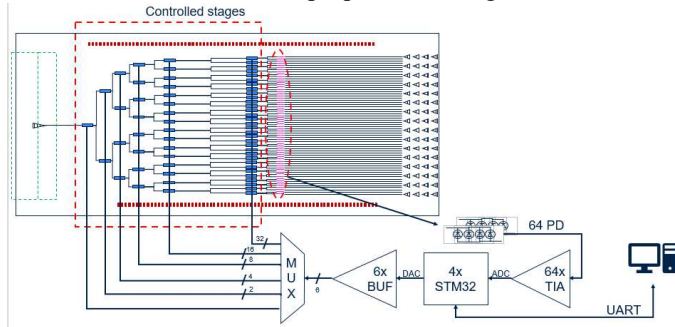 Controlled stages
64 PD
32
16
8
4
2
M
U
X
6
6x
BUF
DAC
4x
STM32
ADC
64x
TIA
UART